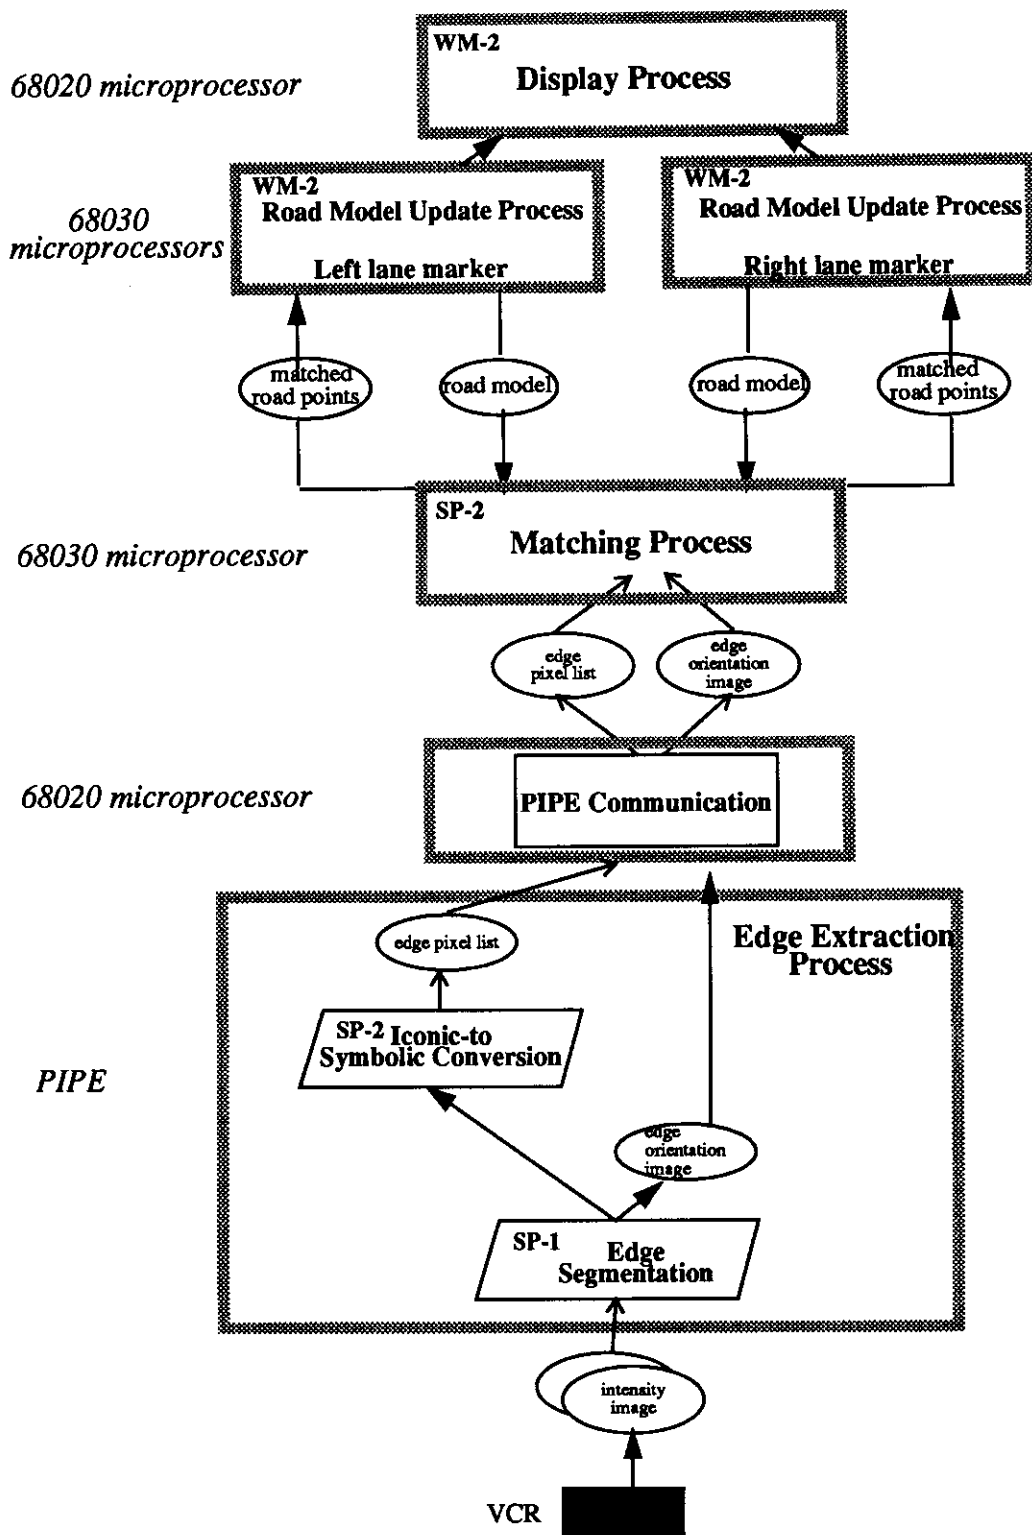 WM-2
68020 microprocessor
Display Process
WM-2
Road Model Update Process
Left lane marker
WM-2
Road Model Update Process
Right lane marker
68030
microprocessors
matched
road points
road model
road model
matched
road points
SP-2
Matching Process
68030 microprocessor
edge
pixel list
edge
orientation
image
68020 microprocessor
PIPE Communication
Edge Extraction
Process
edge pixel list
SP-2 Iconic-to
Symbolic Conversion
PIPE
edge
orientation
image
SP-1
Edge
Segmentation
intensity
image
VCR